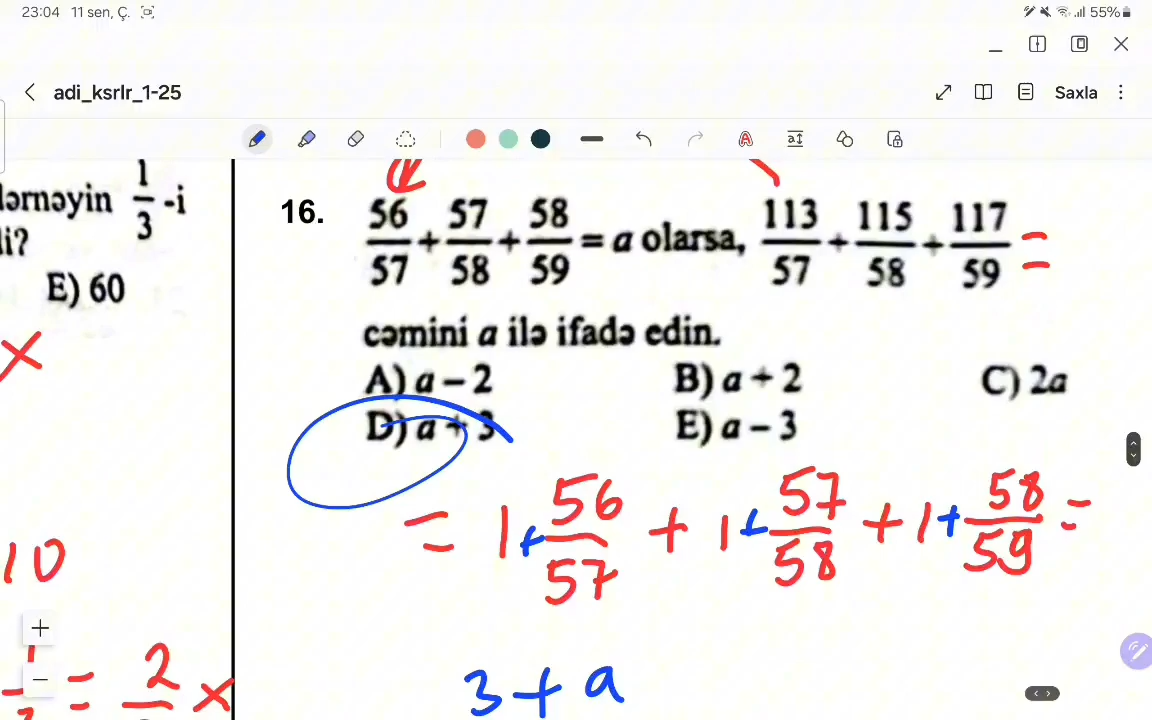 23:04 11 sen, Ç. 55%
adi_ksrlr_1-25
Saxla
lərnəyin 1/3 -i
li?
E) 60
x
10
= 2 x
16. 56/57 + 57/58 + 58/59 = a olarsa, 113/57 + 115/58 + 117/59 =
cəmini a ilə ifadə edin.
A) a – 2 B) a + 2 C) 2a
D) a + 3 E) a – 3
= 1 + 56/57 + 1 + 57/58 + 1 + 58/59 =
3 + a